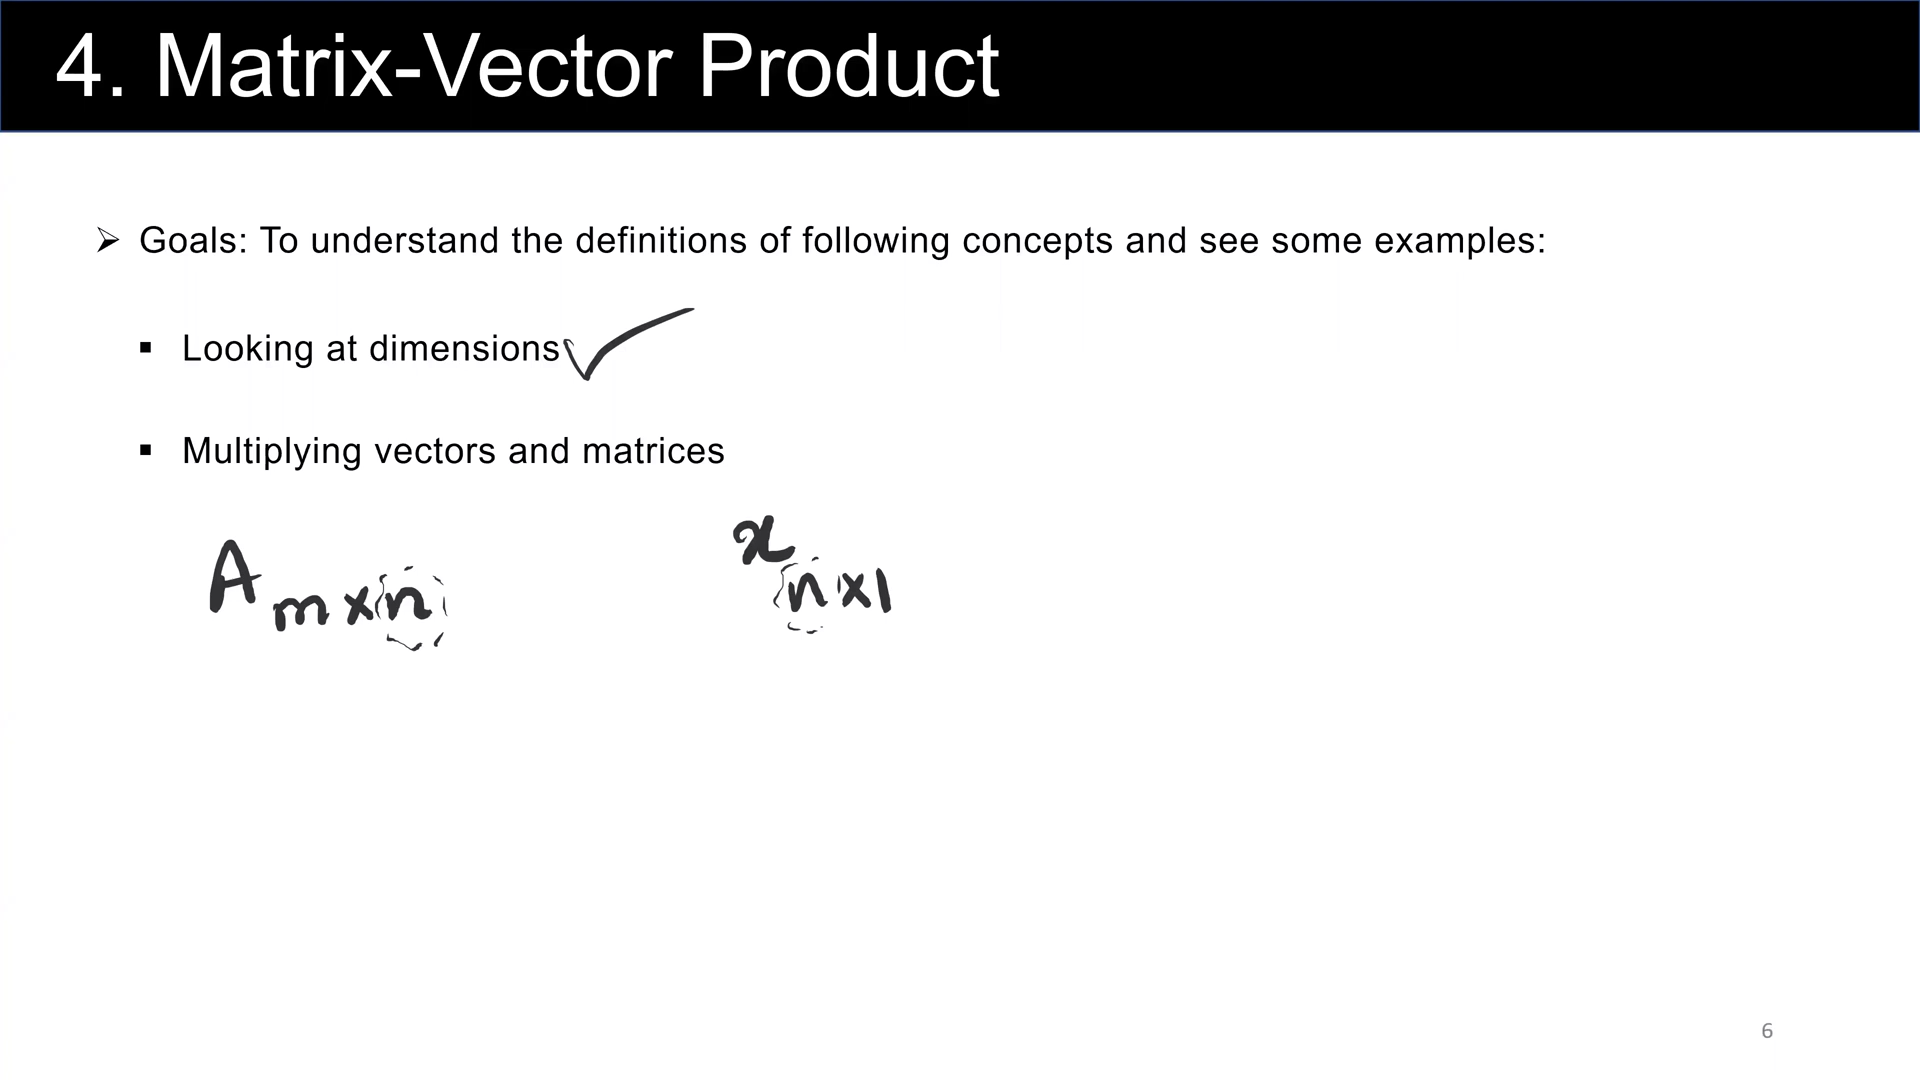 4. Matrix-Vector Product
➢ Goals: To understand the definitions of following concepts and see some examples:
▪ Looking at dimensions ✓
▪ Multiplying vectors and matrices
A m×n x n×1
6